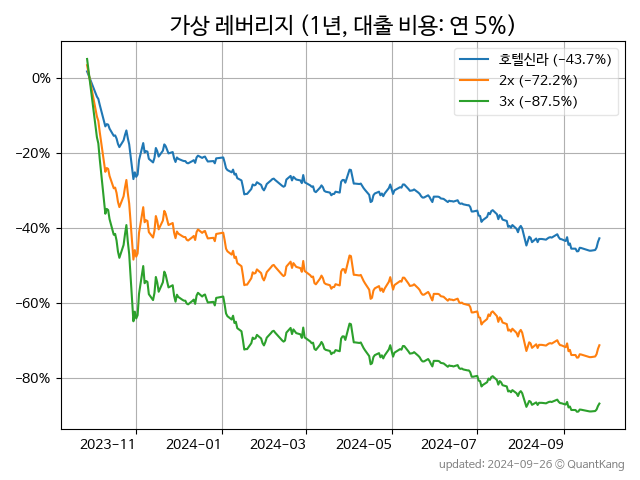 가상 레버리지 (1년, 대출 비용: 연 5%)
호텔신라 (−43.7%)
2x (−72.2%)
3x (−87.5%)
0%
−20%
−40%
−60%
−80%
2023−11 2024−01 2024−03 2024−05 2024−07 2024−09
updated: 2024-09-26 © QuantKang